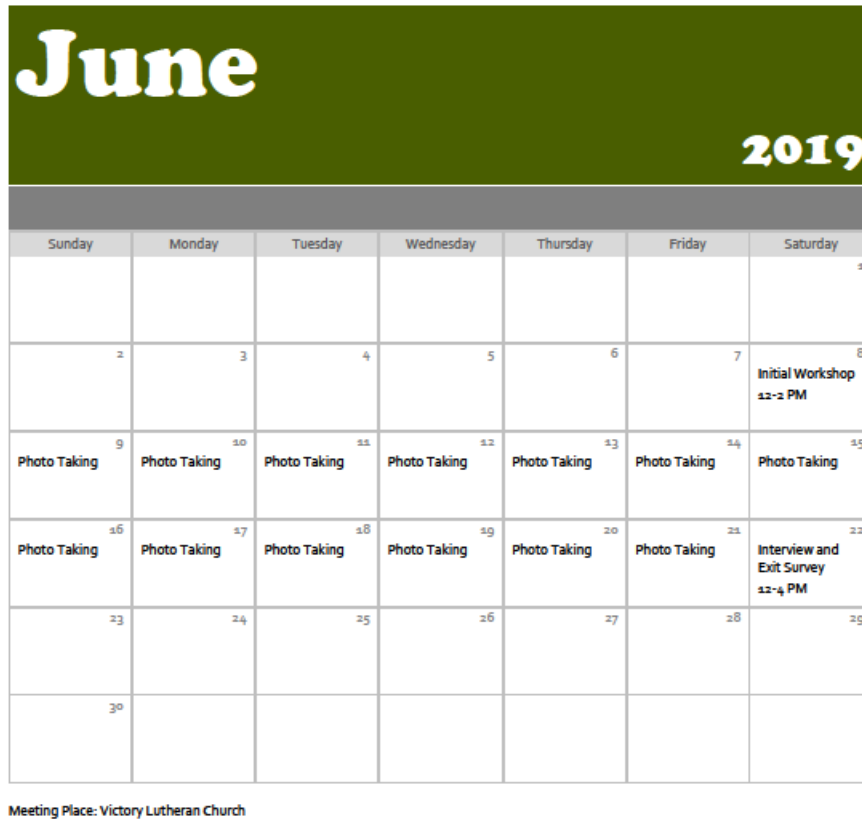 June
2019
Sunday Monday Tuesday Wednesday Thursday Friday Saturday
1
2 3 4 5 6 7 8
Initial Workshop
12-2 PM
9 10 11 12 13 14 15
Photo Taking Photo Taking Photo Taking Photo Taking Photo Taking Photo Taking Photo Taking
16 17 18 19 20 21 22
Photo Taking Photo Taking Photo Taking Photo Taking Photo Taking Photo Taking Interview and
Exit Survey
12-4 PM
23 24 25 26 27 28 29
30
Meeting Place: Victory Lutheran Church